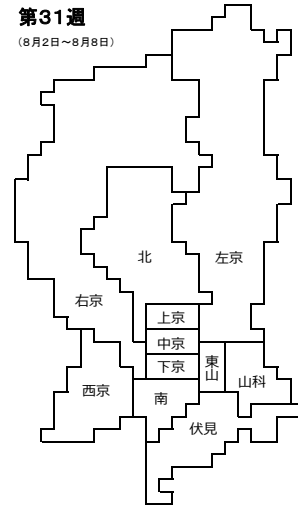 第31週
（8月2日～8月8日）
北
左京
右京
上京
中京
下京
東山
山科
西京
南
伏見